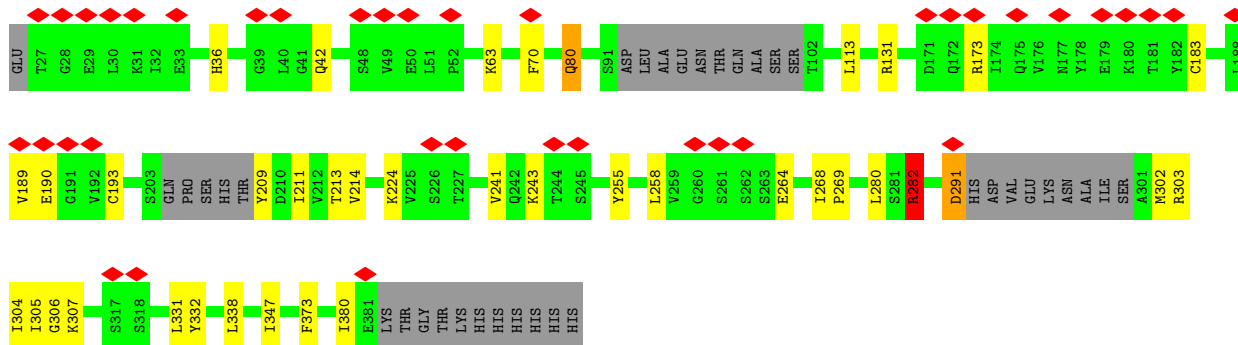 GLU T27 G28 E29 L30 K31 I32 E33 H36 G39 L40 G41 Q42 S48 V49 E50 L51 P52 K63 F70 Q80 S91 ASP LEU ALA GLU ASN THR GLN ALA SER SER T102 L113 R131 D171 Q172 R173 I174 Q175 V176 N177 Y178 E179 K180 T181 Y182 C183 L188
V189 E190 G191 V192 C193 S203 GLN PRO SER HIS THR Y209 D210 I211 V212 T213 V214 K224 V225 S226 T227 V241 Q242 K243 T244 S245 Y255 L258 V259 G260 S261 S262 S263 E264 I268 P269 L280 S281 R282 D291 HIS ASP VAL GLU LYS ASN ALA ILE SER A301 M302 R303
I304 I305 G306 K307 S317 S318 L331 Y332 L338 I347 F373 I380 E381 LYS THR GLY THR LYS HIS HIS HIS HIS HIS HIS